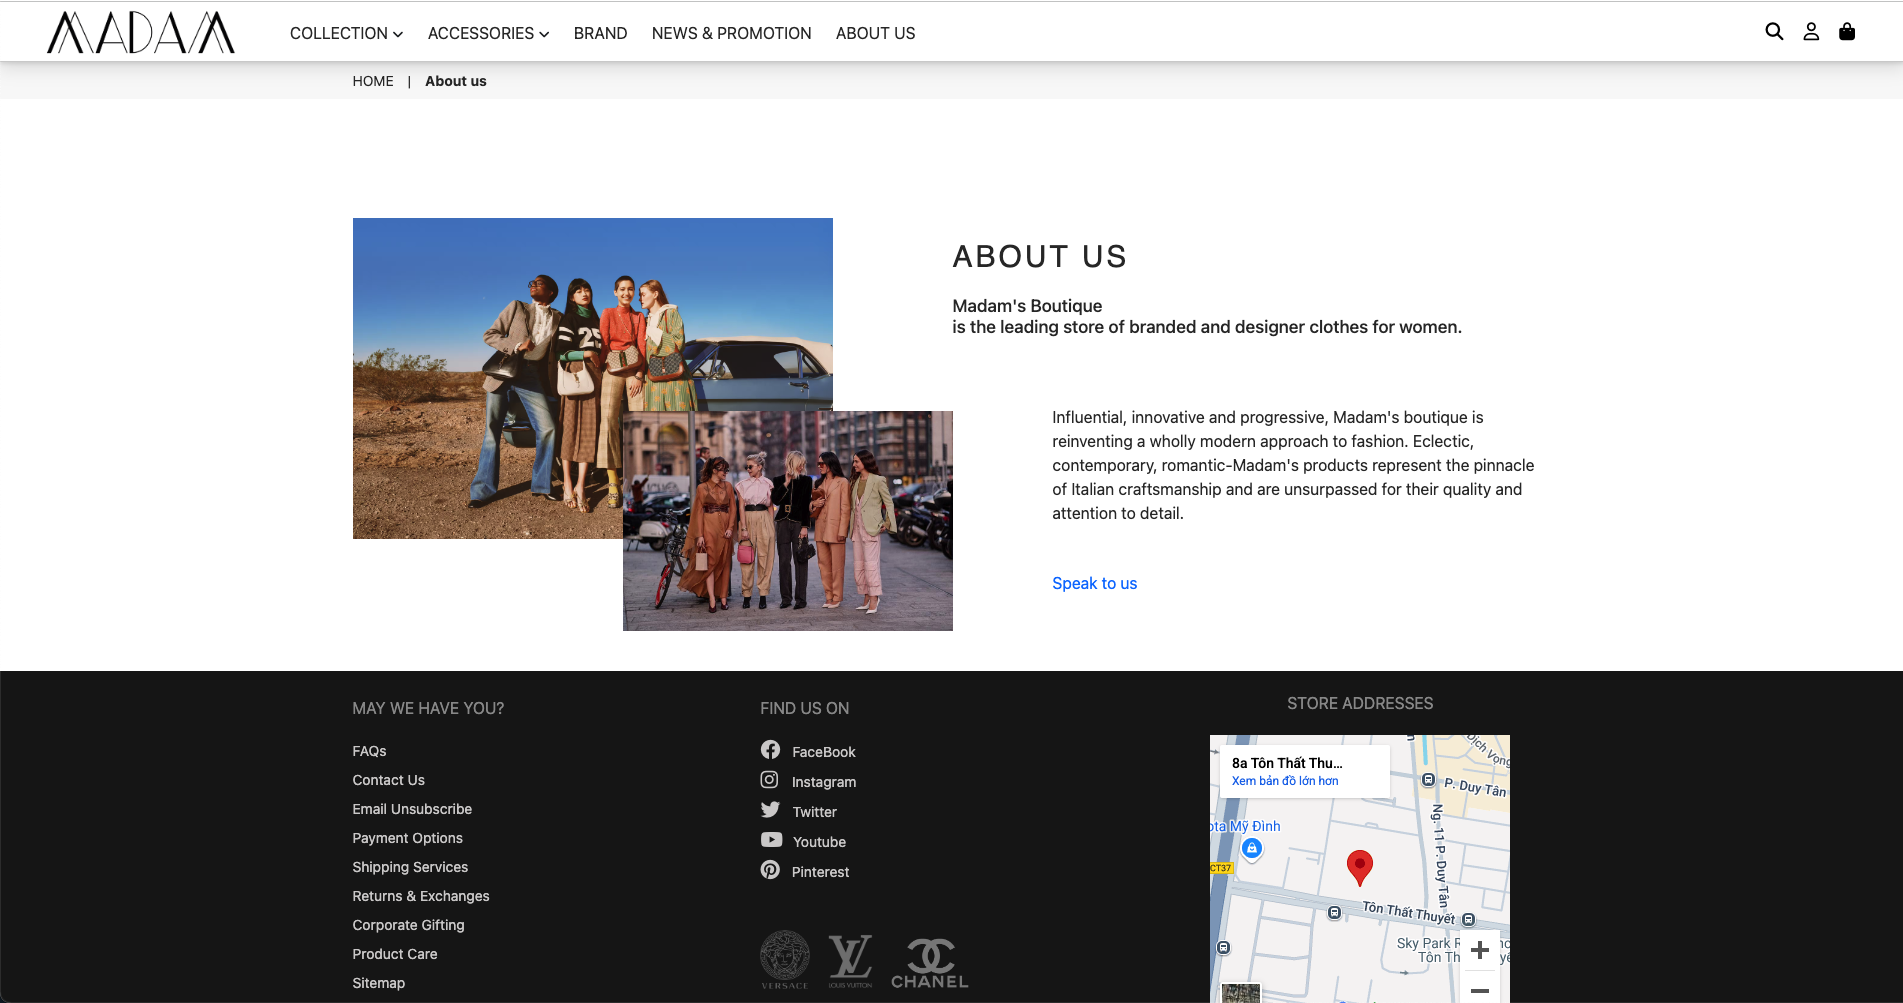 MADAM
COLLECTION
ACCESSORIES
BRAND
NEWS & PROMOTION
ABOUT US
HOME | About us
ABOUT US
Madam's Boutique
is the leading store of branded and designer clothes for women.
25
Influential, innovative and progressive, Madam's boutique is
reinventing a wholly modern approach to fashion. Eclectic,
contemporary, romantic-Madam's products represent the pinnacle
of Italian craftsmanship and are unsurpassed for their quality and
attention to detail.
Speak to us
MAY WE HAVE YOU?
FAQs
Contact Us
Email Unsubscribe
Payment Options
Shipping Services
Returns & Exchanges
Corporate Gifting
Product Care
Sitemap
FIND US ON
FaceBook
Instagram
Twitter
Youtube
Pinterest
VERSACE
LV
LOUIS VUITTON
CHANEL
STORE ADDRESSES
8a Tôn Thất Thu...
Xem bản đồ lớn hơn
Dịch Vọng
P. Duy Tân
Ng. 11 P. Duy Tân
Mỹ Đình
CT37
Tôn Thất Thuyết
Sky Park
Tôn